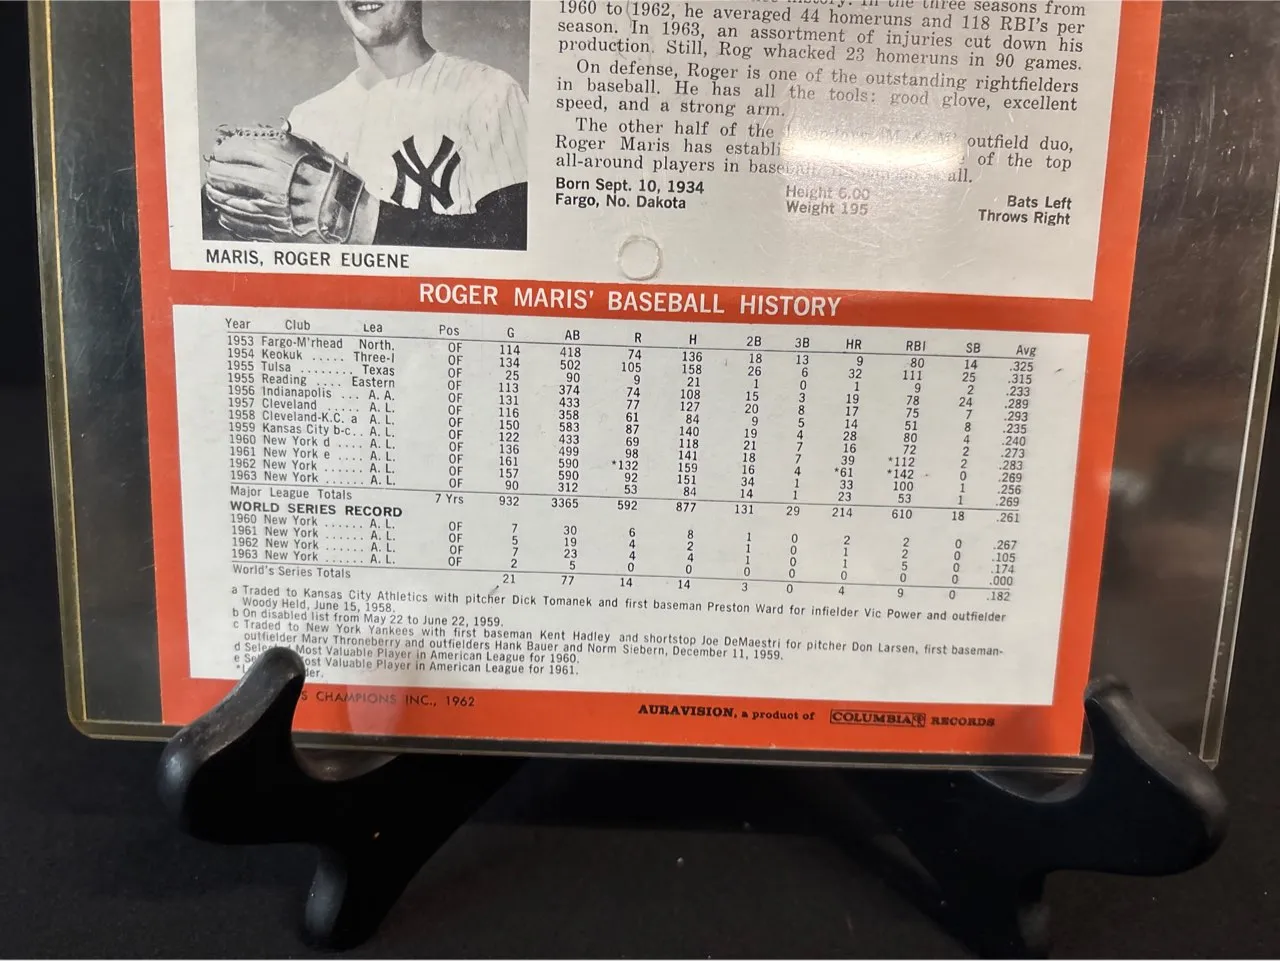 history. In the three seasons from
1960 to 1962, he averaged 44 homeruns and 118 RBI's per
season. In 1963, an assortment of injuries cut down his
production. Still, Rog whacked 23 homeruns in 90 games.
On defense, Roger is one of the outstanding rightfielders
in baseball. He has all the tools: good glove, excellent
speed, and a strong arm.
The other half of the outfield duo,
Roger Maris has of the top
all-around players in
Born Sept. 10, 1934 Height 6.00 Bats Left
Fargo, No. Dakota Weight 195 Throws Right
NY
MARIS, ROGER EUGENE
ROGER MARIS' BASEBALL HISTORY
Year Club Lea Pos G AB R H 2B 3B HR RBI SB Avg
1953 Fargo-M'rhead North. OF 114 418 74 136 18 13 9 80 14 .325
1954 Keokuk ..... Three-I OF 134 502 105 158 26 6 32 111 25 .315
1955 Tulsa ........ Texas OF 25 90 9 21 1 0 1 9 2 .233
1955 Reading .... Eastern OF 113 374 74 108 15 3 19 78 24 .289
1956 Indianapolis ... A. A. OF 131 433 77 127 20 8 17 75 7 .293
1957 Cleveland ...... A. L. OF 116 358 61 84 9 5 14 51 8 .235
1958 Cleveland-K.C. a A. L. OF 150 583 87 140 19 4 28 80 4 .240
1959 Kansas City b-c.. A. L. OF 122 433 69 118 21 7 16 72 2 .273
1960 New York d .... A. L. OF 136 499 98 141 18 7 39 *112 2 .283
1961 New York e .... A. L. OF 161 590 *132 159 16 4 *61 *142 0 .269
1962 New York ...... A. L. OF 157 590 92 151 34 1 33 100 1 .256
1963 New York ...... A. L. OF 90 312 53 84 14 1 23 53 1 .269
Major League Totals 7 Yrs 932 3365 592 877 131 29 214 610 18 .261
WORLD SERIES RECORD
1960 New York ...... A. L. OF 7 30 6 8 1 0 2 2 0 .267
1961 New York ...... A. L. OF 5 19 4 2 1 0 1 2 0 .105
1962 New York ...... A. L. OF 7 23 4 4 1 0 1 5 0 .174
1963 New York ...... A. L. OF 2 5 0 0 0 0 0 0 0 .000
World's Series Totals 21 77 14 14 3 0 4 9 0 .182
a Traded to Kansas City Athletics with pitcher Dick Tomanek and first baseman Preston Ward for infielder Vic Power and outfielder
Woody Held, June 15, 1958.
b On disabled list from May 22 to June 22, 1959.
c Traded to New York Yankees with first baseman Kent Hadley and shortstop Joe DeMaestri for pitcher Don Larsen, first baseman-
outfielder Marv Throneberry and outfielders Hank Bauer and Norm Siebern, December 11, 1959.
d Most Valuable Player in American League for 1960.
e Most Valuable Player in American League for 1961.
CHAMPIONS INC., 1962
AURAVISION, a product of COLUMBIA RECORDS